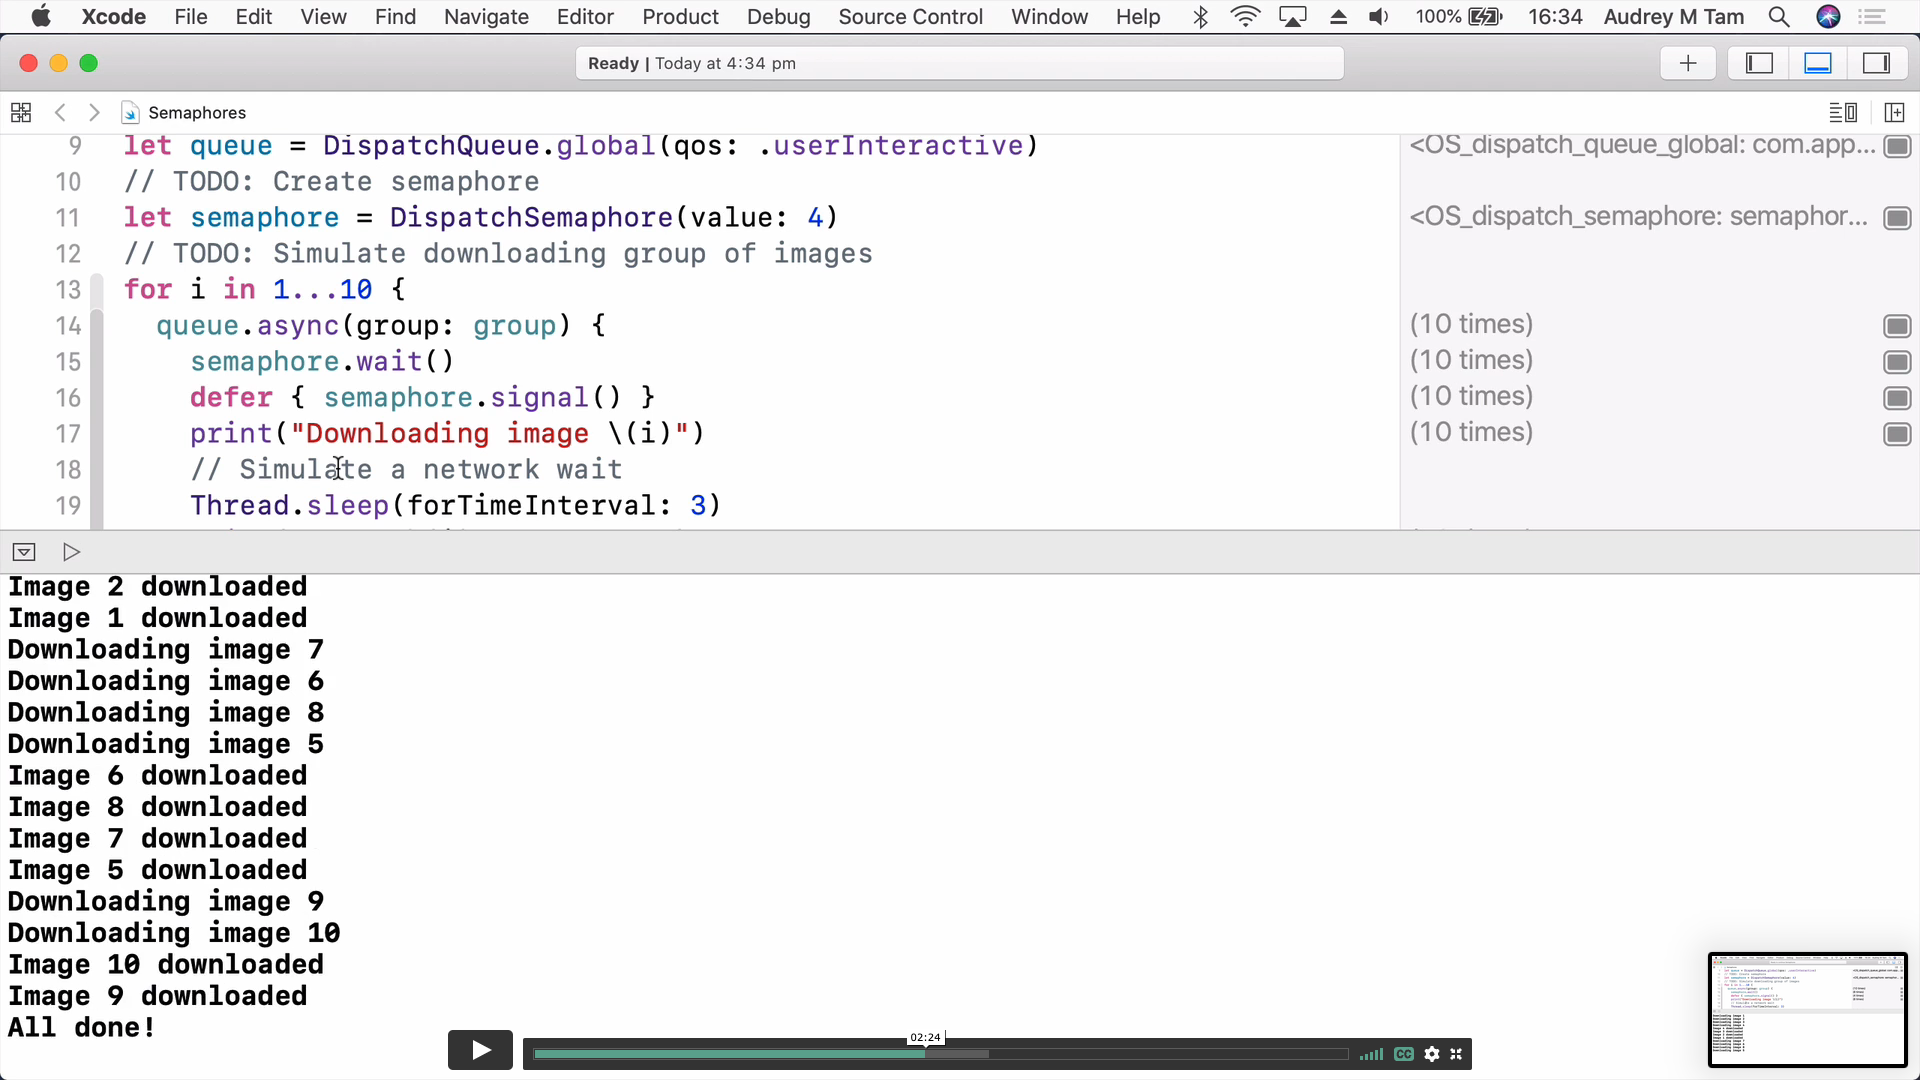 Xcode File Edit View Find Navigate Editor Product Debug Source Control Window Help 100% 16:34 Audrey M Tam
Ready | Today at 4:34 pm
Semaphores
9 let queue = DispatchQueue.global(qos: .userInteractive) <OS_dispatch_queue_global: com.app...
10 // TODO: Create semaphore
11 let semaphore = DispatchSemaphore(value: 4) <OS_dispatch_semaphore: semaphor...
12 // TODO: Simulate downloading group of images
13 for i in 1...10 {
14 queue.async(group: group) { (10 times)
15 semaphore.wait() (10 times)
16 defer { semaphore.signal() } (10 times)
17 print("Downloading image \(i)") (10 times)
18 // Simulate a network wait
19 Thread.sleep(forTimeInterval: 3)
Image 2 downloaded
Image 1 downloaded
Downloading image 7
Downloading image 6
Downloading image 8
Downloading image 5
Image 6 downloaded
Image 8 downloaded
Image 7 downloaded
Image 5 downloaded
Downloading image 9
Downloading image 10
Image 10 downloaded
Image 9 downloaded
All done!
02:24
CC